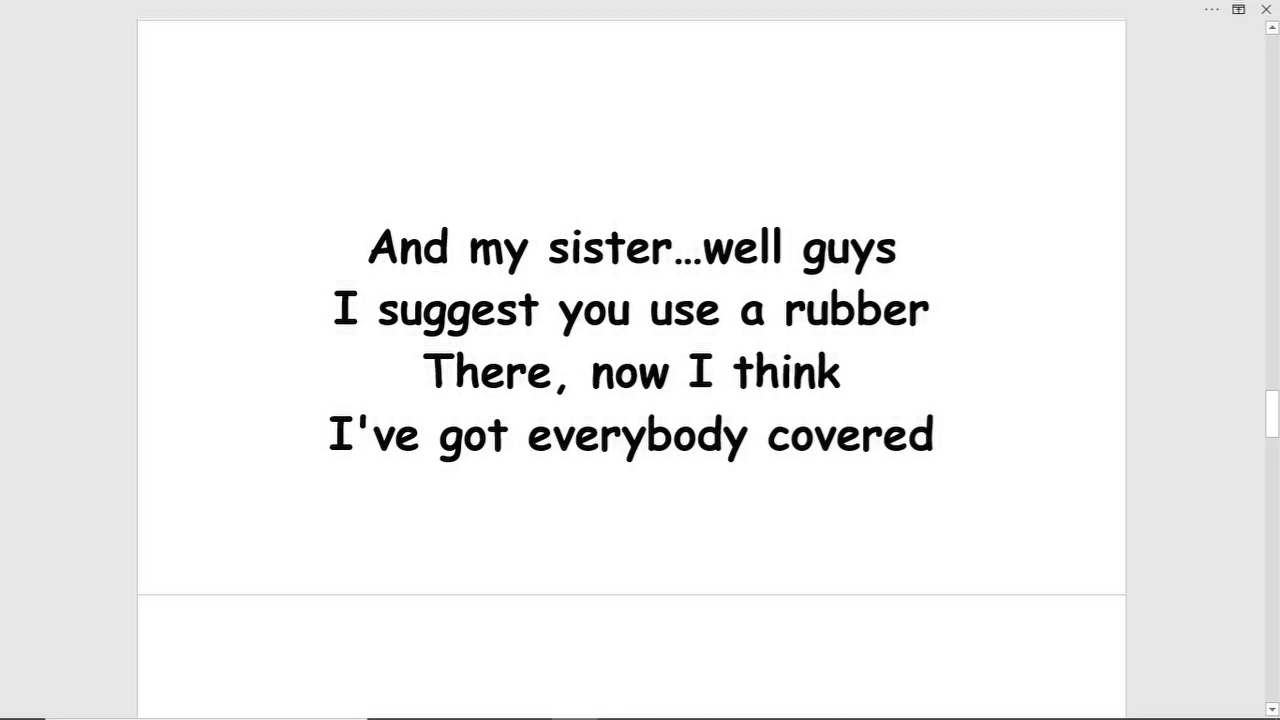 And my sister...well guys
I suggest you use a rubber
There, now I think
I've got everybody covered